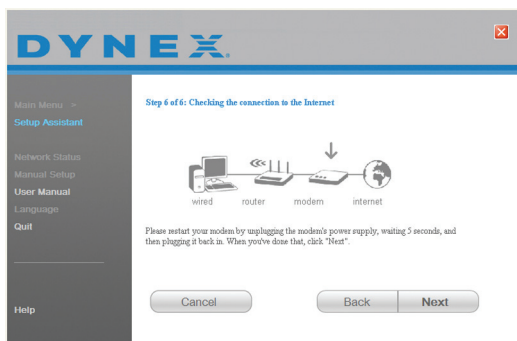 DYNEX®
Main Menu >
Setup Assistant
Network Status
Manual Setup
User Manual
Language
Quit
Help
Step 6 of 6: Checking the connection to the Internet
wired router modem internet
Please restart your modem by unplugging the modem's power supply, waiting 5 seconds, and
then plugging it back in. When you've done that, click "Next".
Cancel Back Next